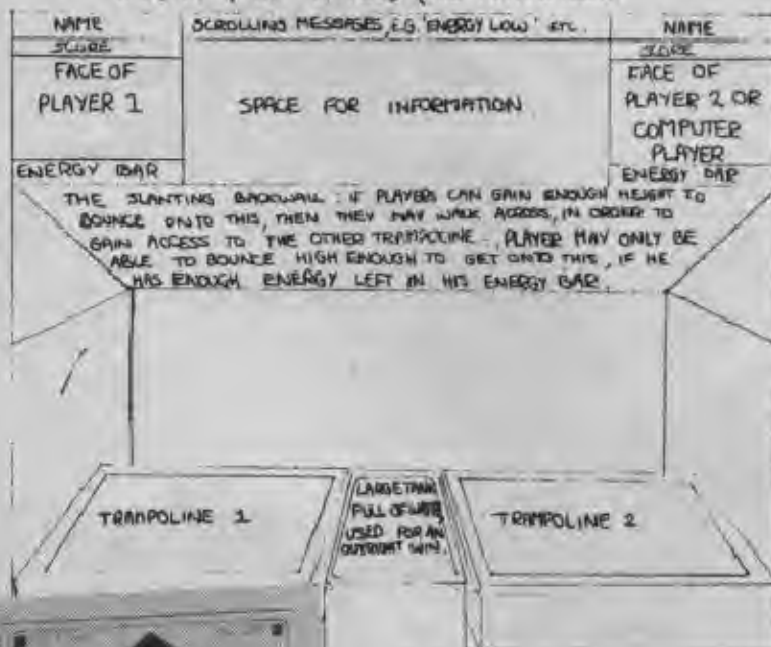 NAME
SCORE
FACE OF
PLAYER 1
ENERGY BAR
SCROLLING MESSAGES, E.G. 'ENERGY LOW' ETC.
SPACE FOR INFORMATION
NAME
SCORE
FACE OF
PLAYER 2 OR
COMPUTER
PLAYER
ENERGY BAR
THE SLANTING BACKWALL: IF PLAYERS CAN GAIN ENOUGH HEIGHT TO
BOUNCE ONTO THIS, THEN THEY MAY WALK ACROSS, IN ORDER TO
GAIN ACCESS TO THE OTHER TRAMPOLINE. PLAYER MAY ONLY BE
ABLE TO BOUNCE HIGH ENOUGH TO GET ONTO THIS, IF HE
HAS ENOUGH ENERGY LEFT IN HIS ENERGY BAR.
TRAMPOLINE 1
LARGE TANK
FULL OF WATER,
USED FOR AN
OUTRIGHT WIN.
TRAMPOLINE 2